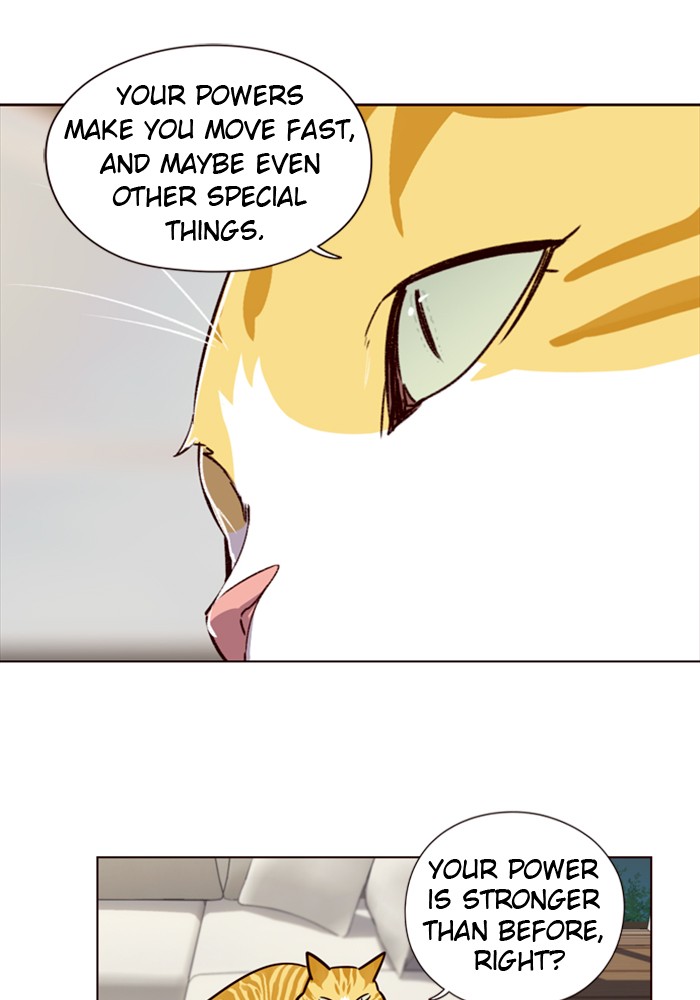 YOUR POWERS
MAKE YOU MOVE FAST,
AND MAYBE EVEN
OTHER SPECIAL
THINGS.
YOUR POWER
IS STRONGER
THAN BEFORE,
RIGHT?